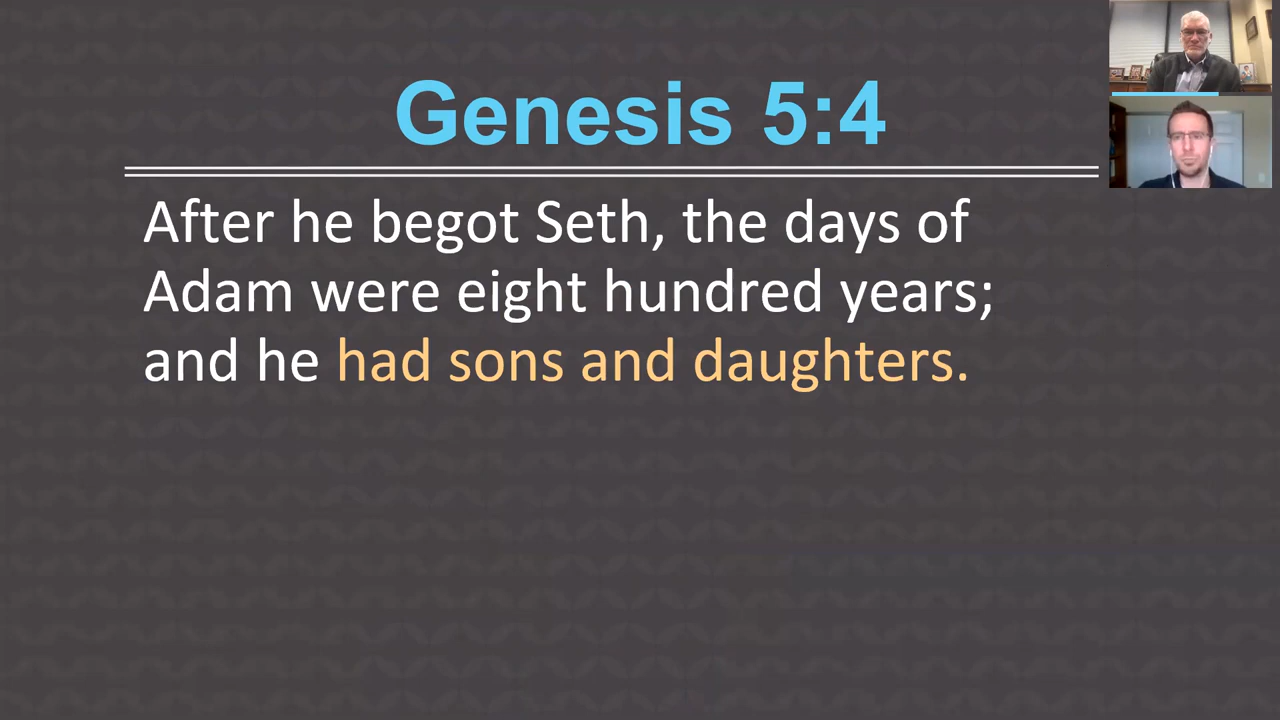 Genesis 5:4
After he begot Seth, the days of
Adam were eight hundred years;
and he had sons and daughters.